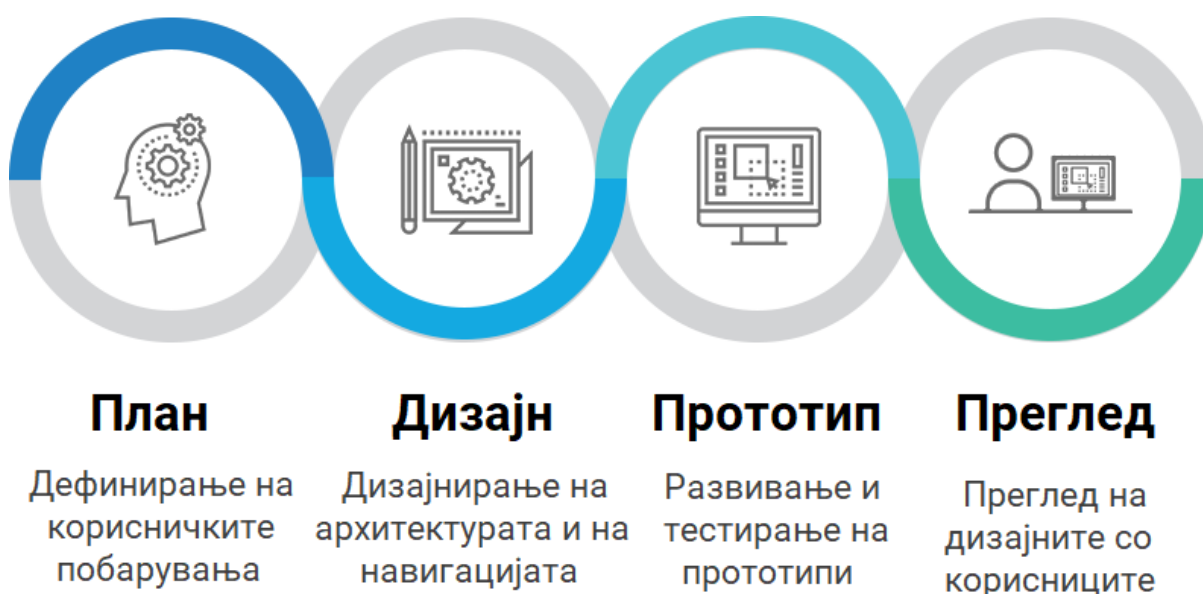 План
Дефинирање на
корисничките
побарувања
Дизајн
Дизајнирање на
архитектурата и на
навигацијата
Прототип
Развивање и
тестирање на
прототипи
Преглед
Преглед на
дизајните со
корисниците